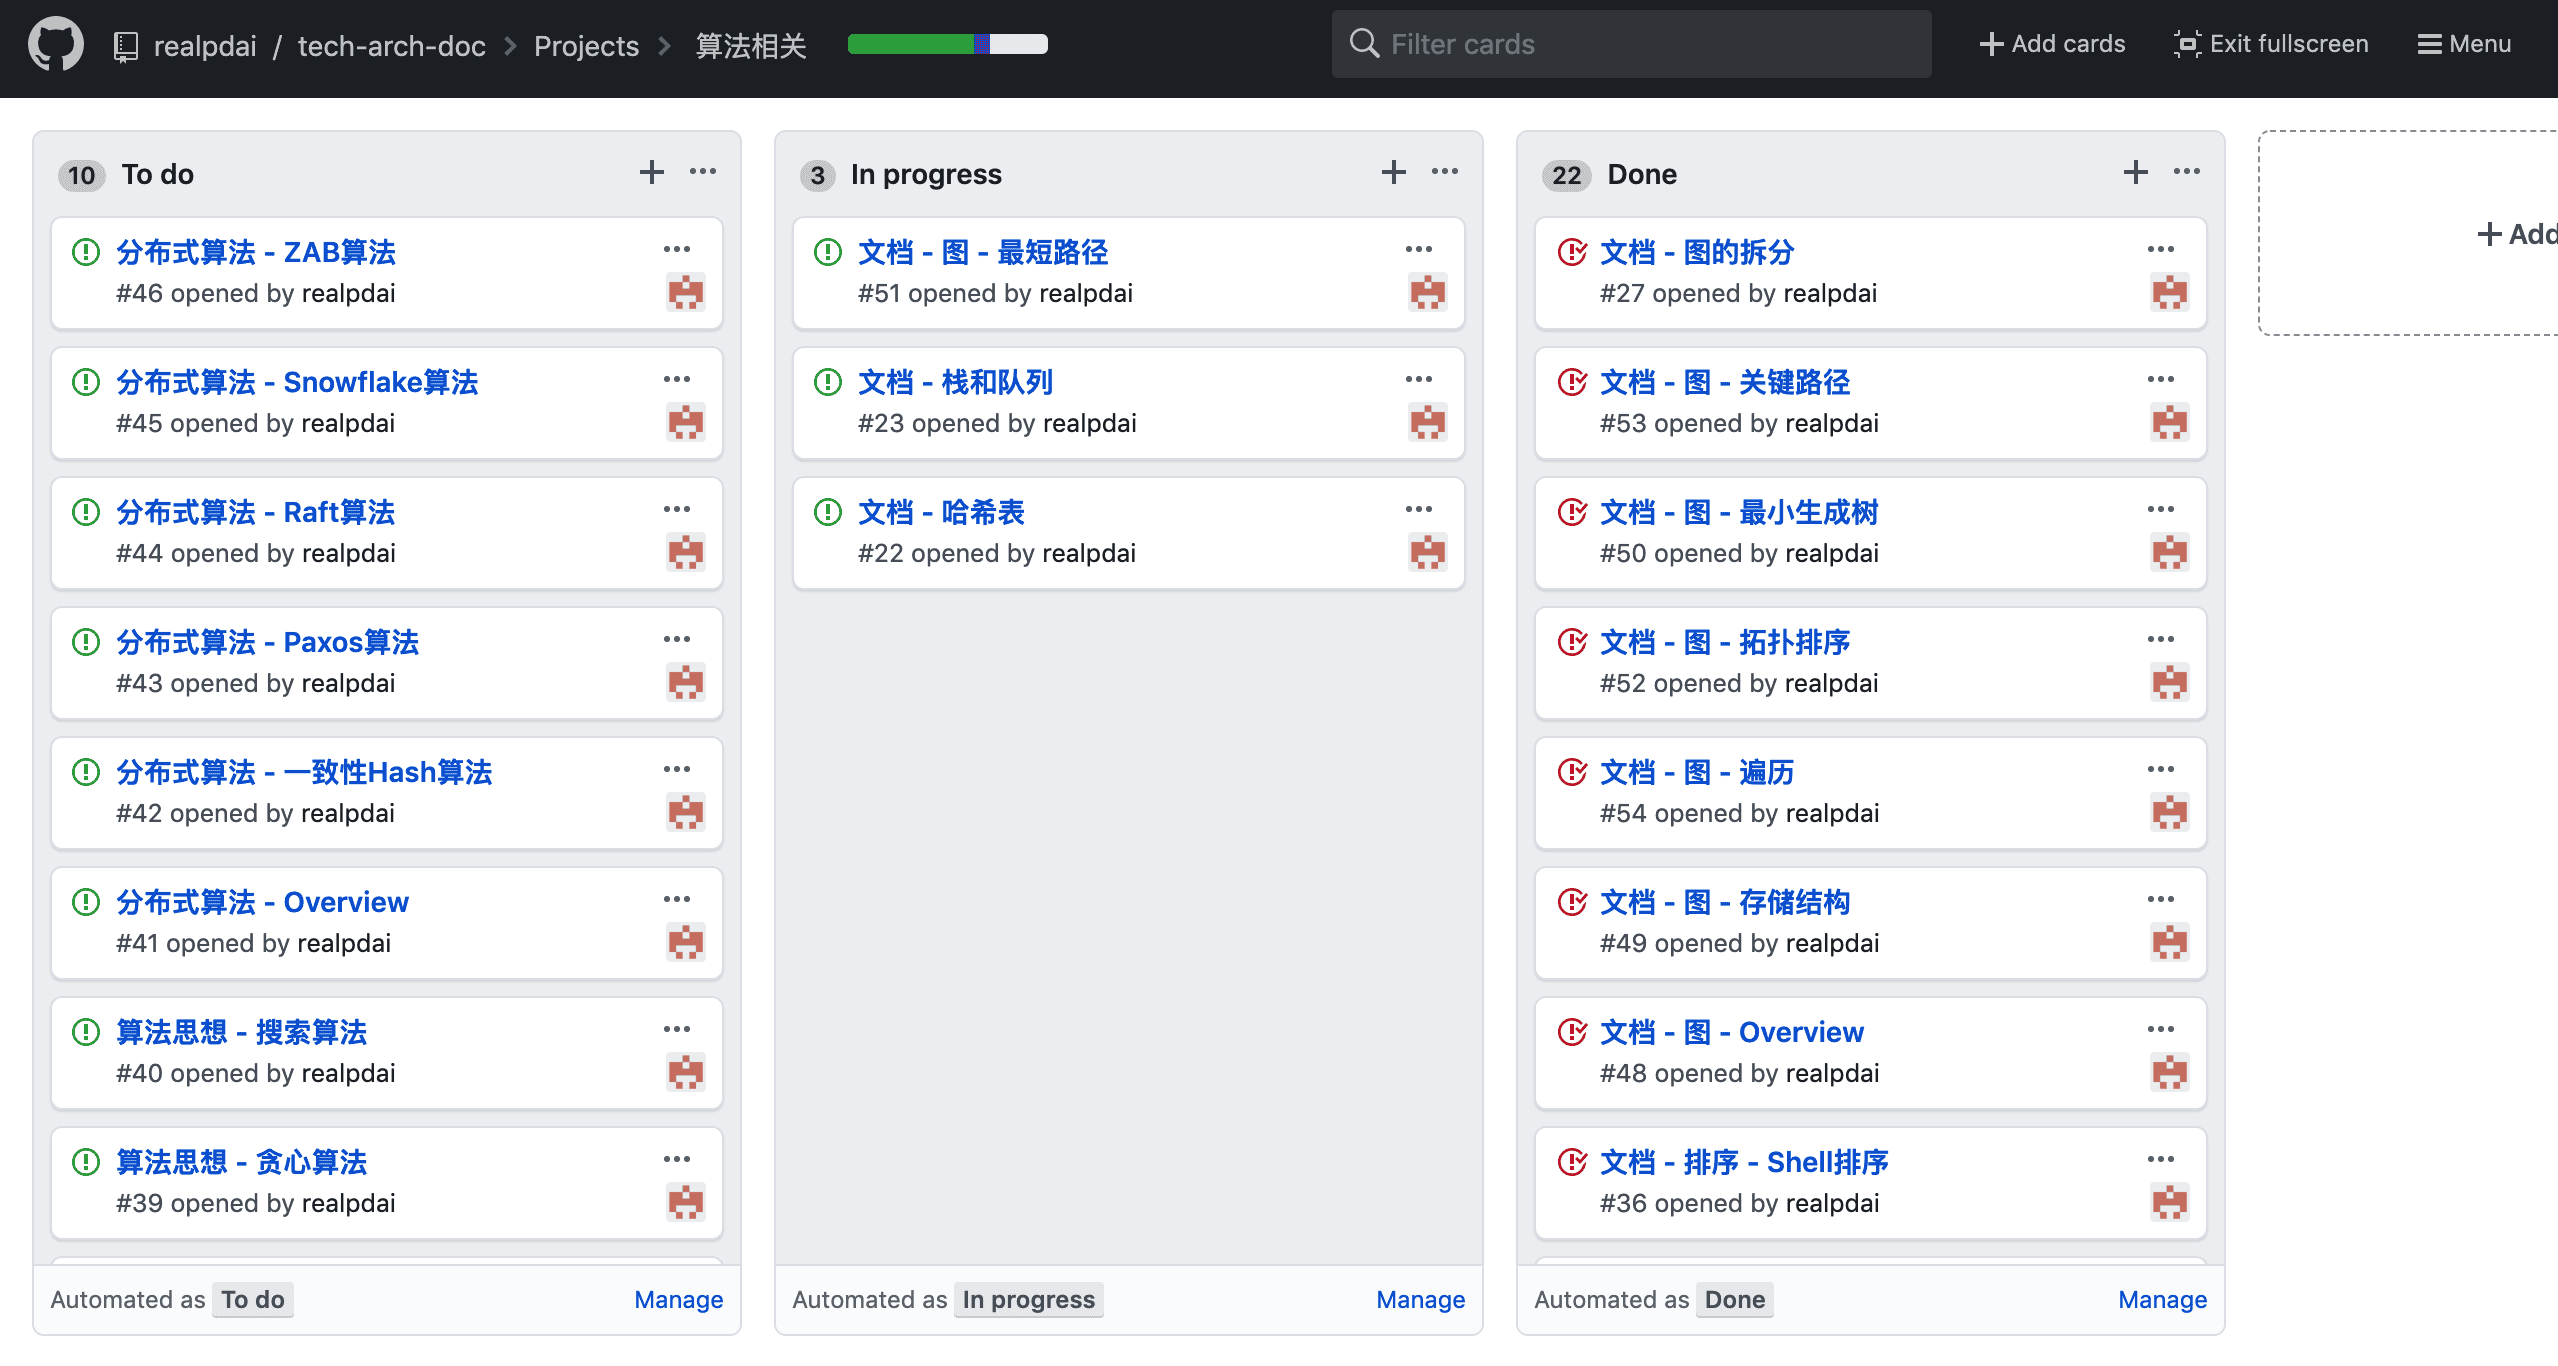 realpdai / tech-arch-doc > Projects > 算法相关
Filter cards
Add cards
Exit fullscreen
Menu
10 To do
分布式算法 - ZAB算法
#46 opened by realpdai
分布式算法 - Snowflake算法
#45 opened by realpdai
分布式算法 - Raft算法
#44 opened by realpdai
分布式算法 - Paxos算法
#43 opened by realpdai
分布式算法 - 一致性Hash算法
#42 opened by realpdai
分布式算法 - Overview
#41 opened by realpdai
算法思想 - 搜索算法
#40 opened by realpdai
算法思想 - 贪心算法
#39 opened by realpdai
Automated as To do
Manage
3 In progress
文档 - 图 - 最短路径
#51 opened by realpdai
文档 - 栈和队列
#23 opened by realpdai
文档 - 哈希表
#22 opened by realpdai
Automated as In progress
Manage
22 Done
文档 - 图的拆分
#27 opened by realpdai
文档 - 图 - 关键路径
#53 opened by realpdai
文档 - 图 - 最小生成树
#50 opened by realpdai
文档 - 图 - 拓扑排序
#52 opened by realpdai
文档 - 图 - 遍历
#54 opened by realpdai
文档 - 图 - 存储结构
#49 opened by realpdai
文档 - 图 - Overview
#48 opened by realpdai
文档 - 排序 - Shell排序
#36 opened by realpdai
Automated as Done
Manage
Add